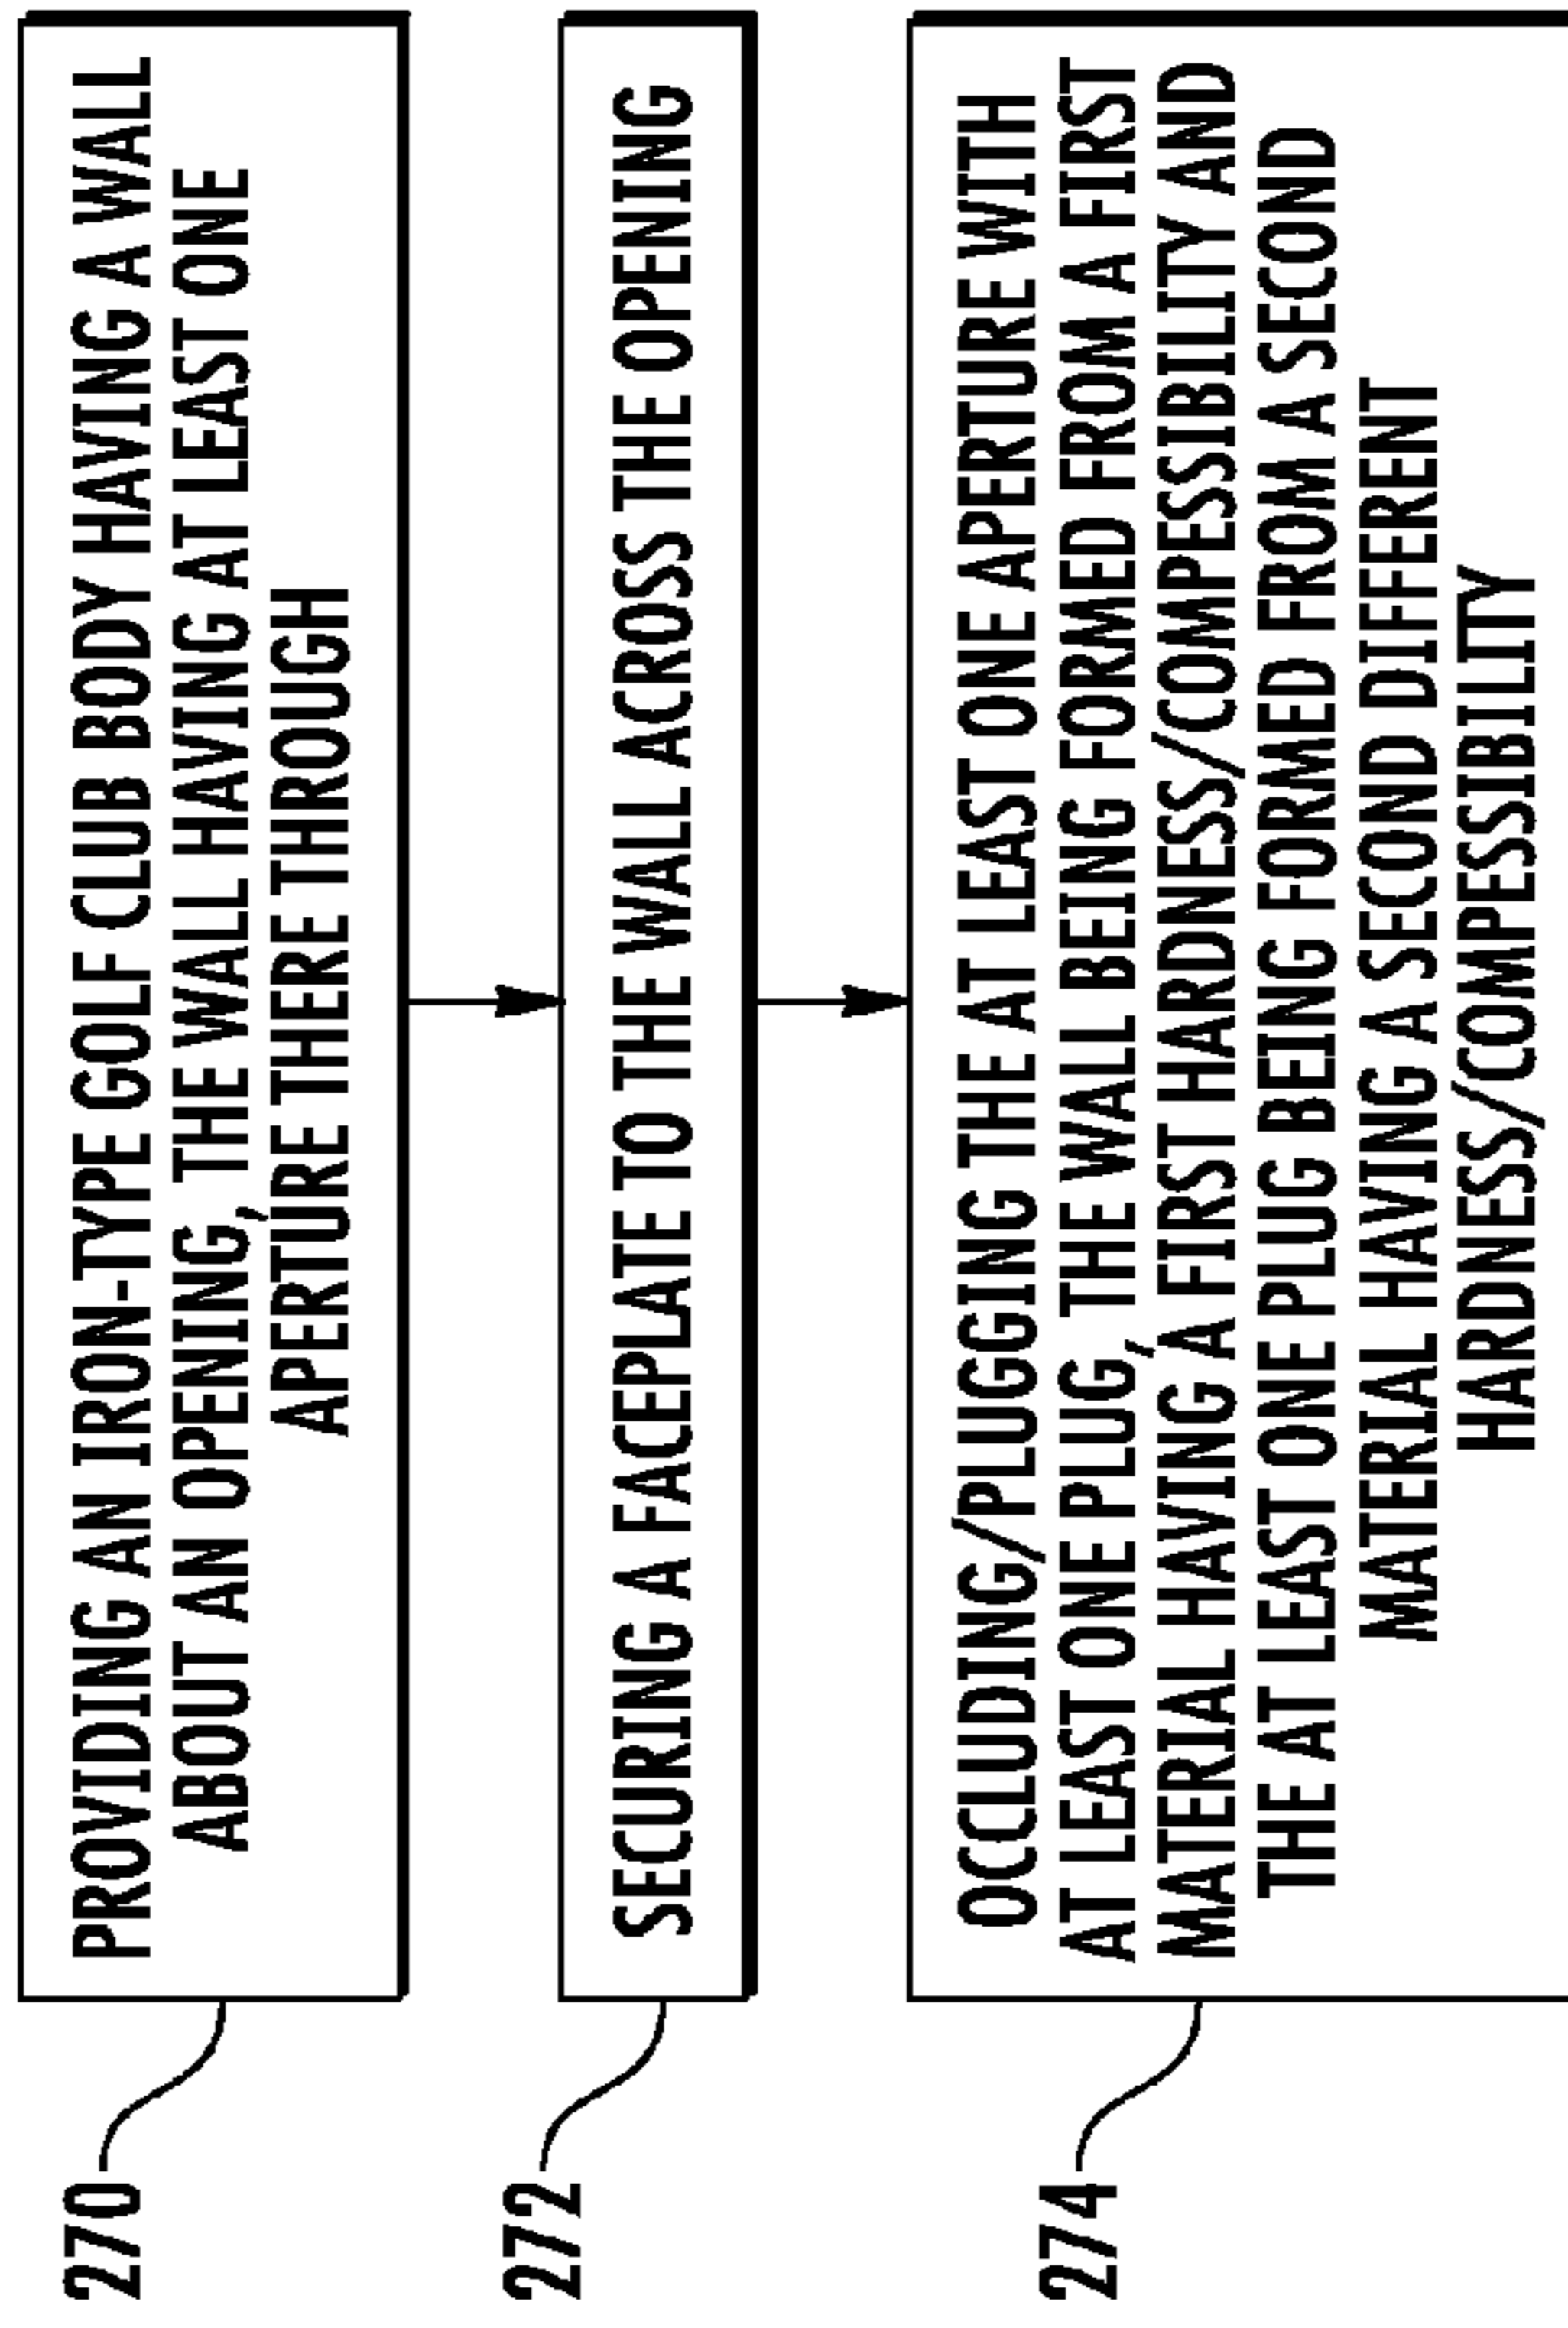 270
PROVIDING AN IRON-TYPE GOLF CLUB BODY HAVING A WALL
ABOUT AN OPENING, THE WALL HAVING AT LEAST ONE
APERTURE THERE THROUGH
272
SECURING A FACEPLATE TO THE WALL ACROSS THE OPENING
274
OCCLUDING/PLUGGING THE AT LEAST ONE APERTURE WITH
AT LEAST ONE PLUG, THE WALL BEING FORMED FROM A FIRST
MATERIAL HAVING A FIRST HARDNESS/COMPESSIBILITY AND
THE AT LEAST ONE PLUG BEING FORMED FROM A SECOND
MATERIAL HAVING A SECOND DIFFERENT
HARDNESS/COMPESSIBILITY